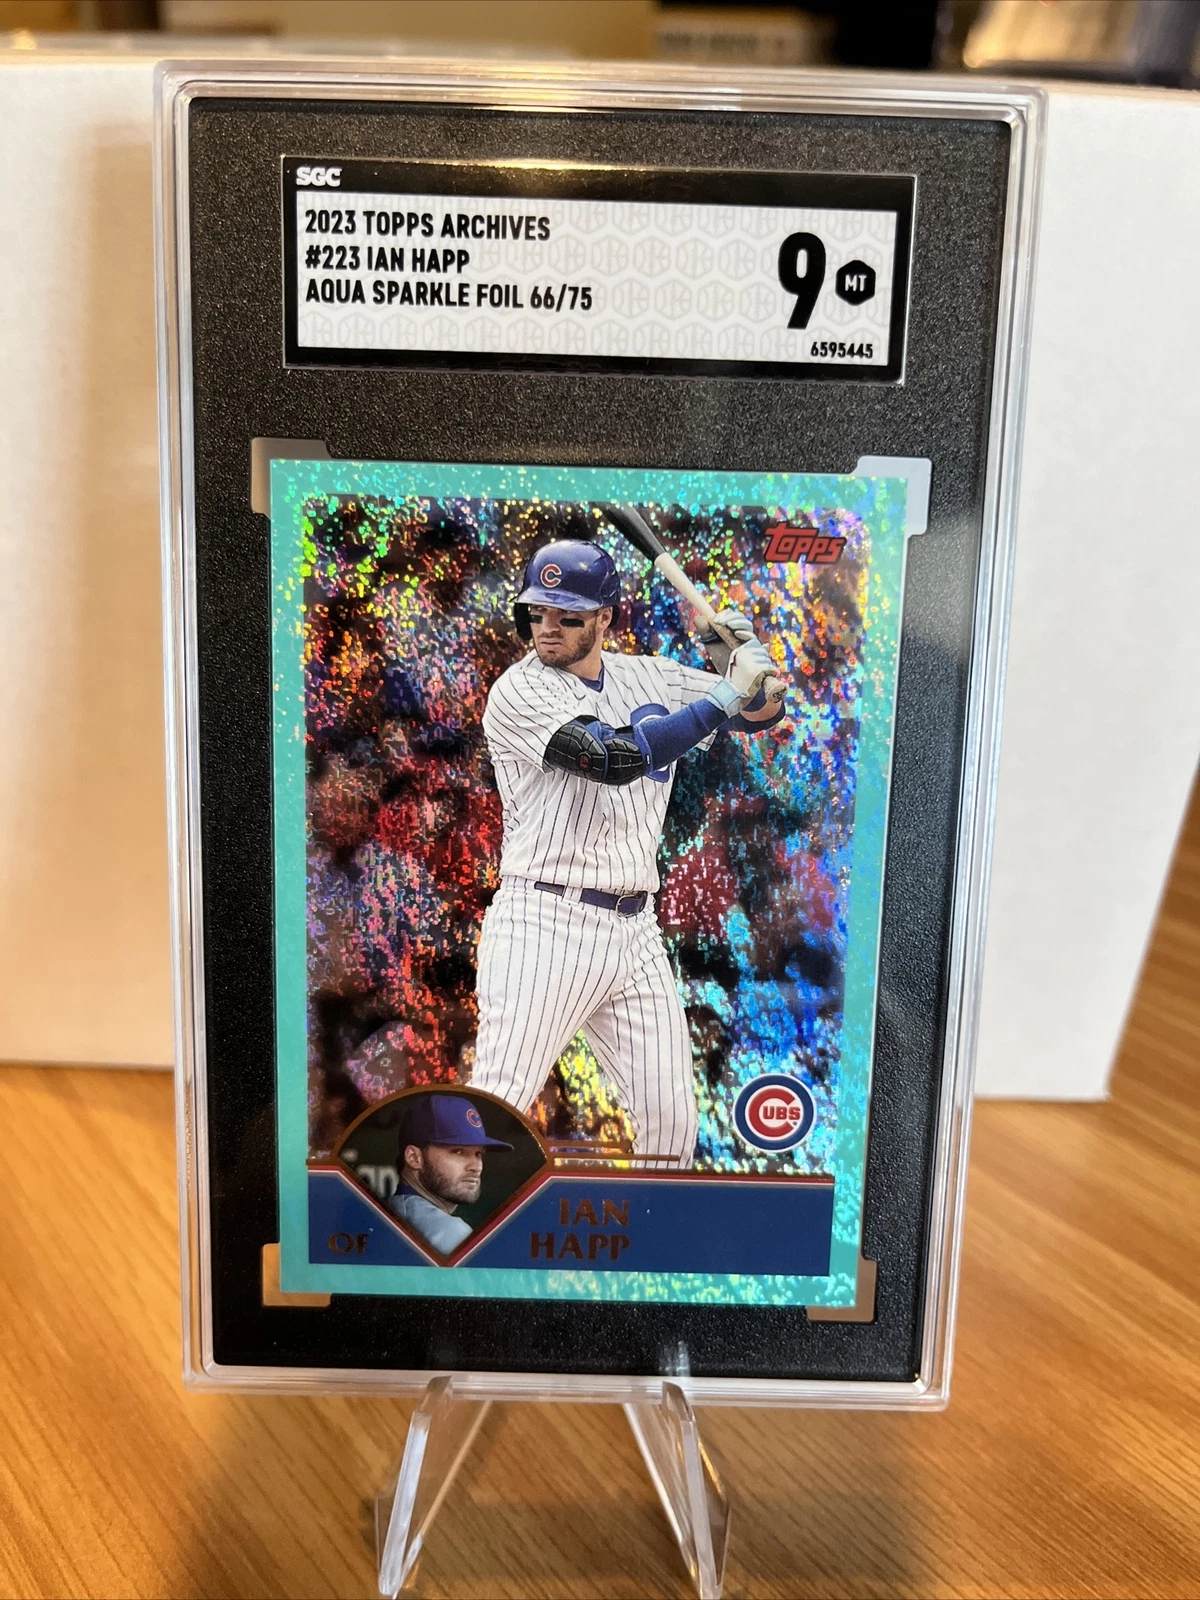 SGC
2023 TOPPS ARCHIVES
#223 IAN HAPP
AQUA SPARKLE FOIL 66/75
9 MT
6595445
topps
C
CUBS
OF
IAN
HAPP